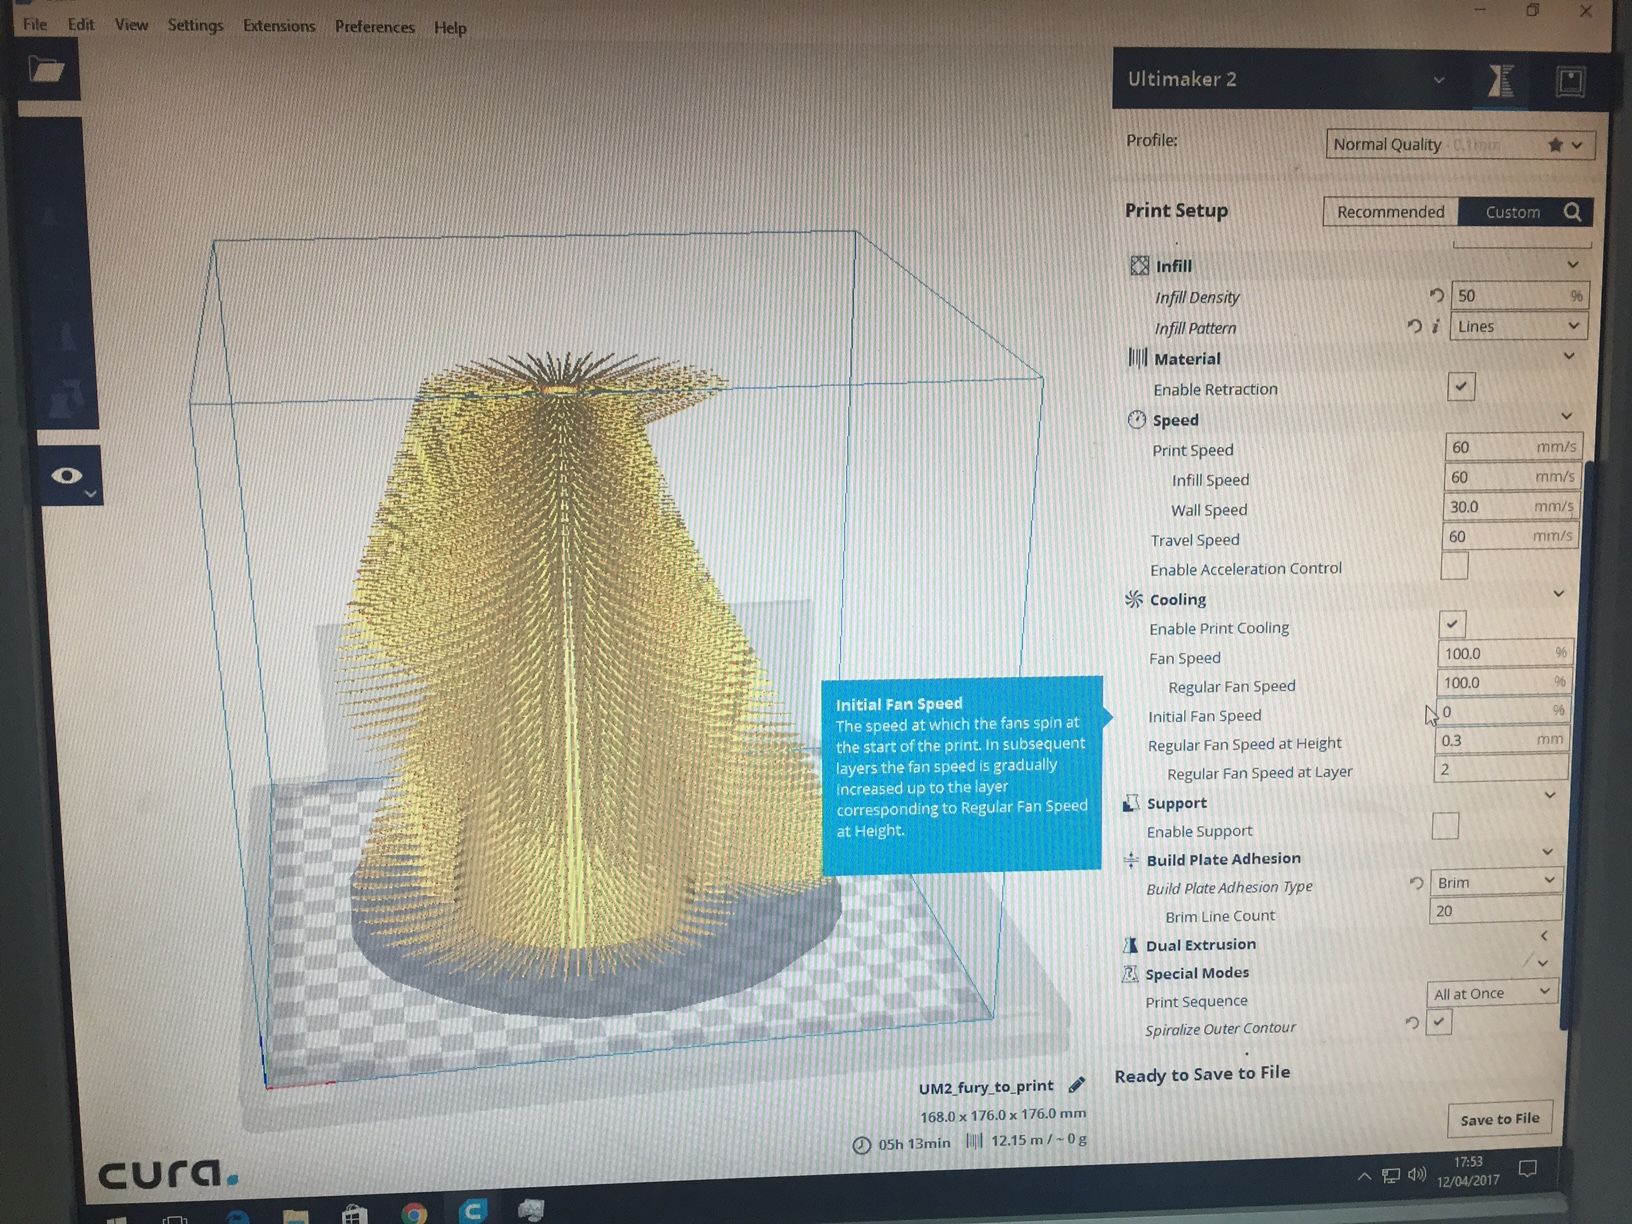 File Edit View Settings Extensions Preferences Help
Ultimaker 2
Profile: Normal Quality - 0.1mm
Print Setup Recommended Custom
Infill
Infill Density 50 %
Infill Pattern i Lines
Material
Enable Retraction
Speed
Print Speed 60 mm/s
Infill Speed 60 mm/s
Wall Speed 30.0 mm/s
Travel Speed 60 mm/s
Enable Acceleration Control
Cooling
Enable Print Cooling
Fan Speed 100.0 %
Regular Fan Speed 100.0 %
Initial Fan Speed 0 %
Regular Fan Speed at Height 0.3 mm
Regular Fan Speed at Layer 2
Support
Enable Support
Build Plate Adhesion
Build Plate Adhesion Type Brim
Brim Line Count 20
Dual Extrusion
Special Modes
Print Sequence All at Once
Spiralize Outer Contour
Initial Fan Speed
The speed at which the fans spin at
the start of the print. In subsequent
layers the fan speed is gradually
increased up to the layer
corresponding to Regular Fan Speed
at Height.
UM2_fury_to_print
168.0 x 176.0 x 176.0 mm
05h 13min 12.15 m / ~ 0 g
Ready to Save to File
Save to File
cura.
17:53
12/04/2017